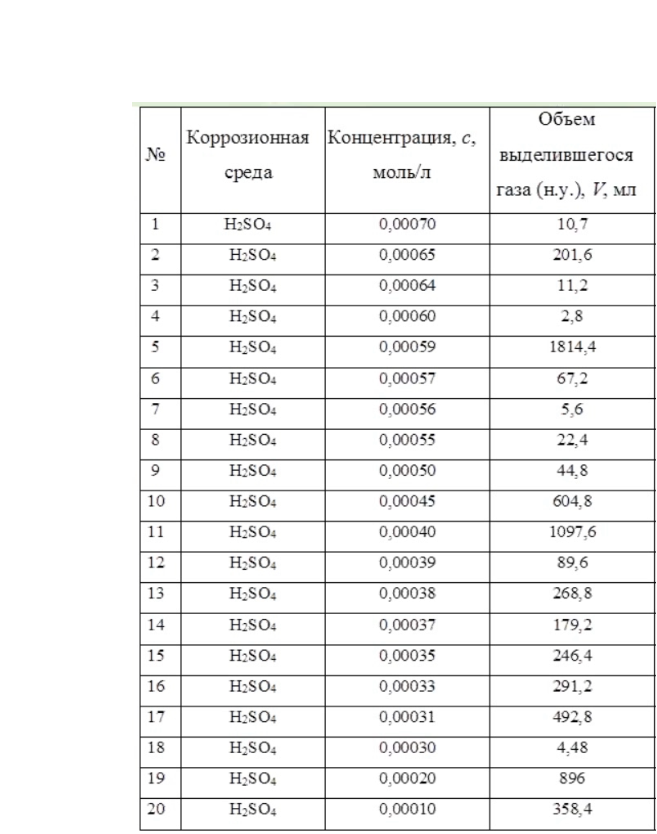 № Коррозионная среда Концентрация, c, моль/л Объем выделившегося газа (н.у.), V, мл
1 H₂SO₄ 0,00070 10,7
2 H₂SO₄ 0,00065 201,6
3 H₂SO₄ 0,00064 11,2
4 H₂SO₄ 0,00060 2,8
5 H₂SO₄ 0,00059 1814,4
6 H₂SO₄ 0,00057 67,2
7 H₂SO₄ 0,00056 5,6
8 H₂SO₄ 0,00055 22,4
9 H₂SO₄ 0,00050 44,8
10 H₂SO₄ 0,00045 604,8
11 H₂SO₄ 0,00040 1097,6
12 H₂SO₄ 0,00039 89,6
13 H₂SO₄ 0,00038 268,8
14 H₂SO₄ 0,00037 179,2
15 H₂SO₄ 0,00035 246,4
16 H₂SO₄ 0,00033 291,2
17 H₂SO₄ 0,00031 492,8
18 H₂SO₄ 0,00030 4,48
19 H₂SO₄ 0,00020 896
20 H₂SO₄ 0,00010 358,4